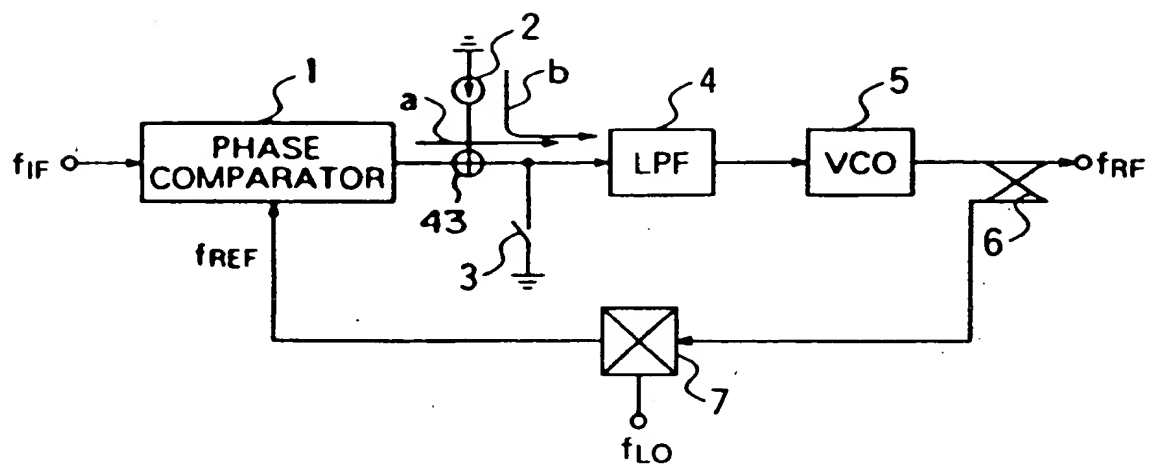 1
2
b
a
4
5
fIF
PHASE
COMPARATOR
LPF
VCO
fRF
43
6
fREF
3
7
fLO